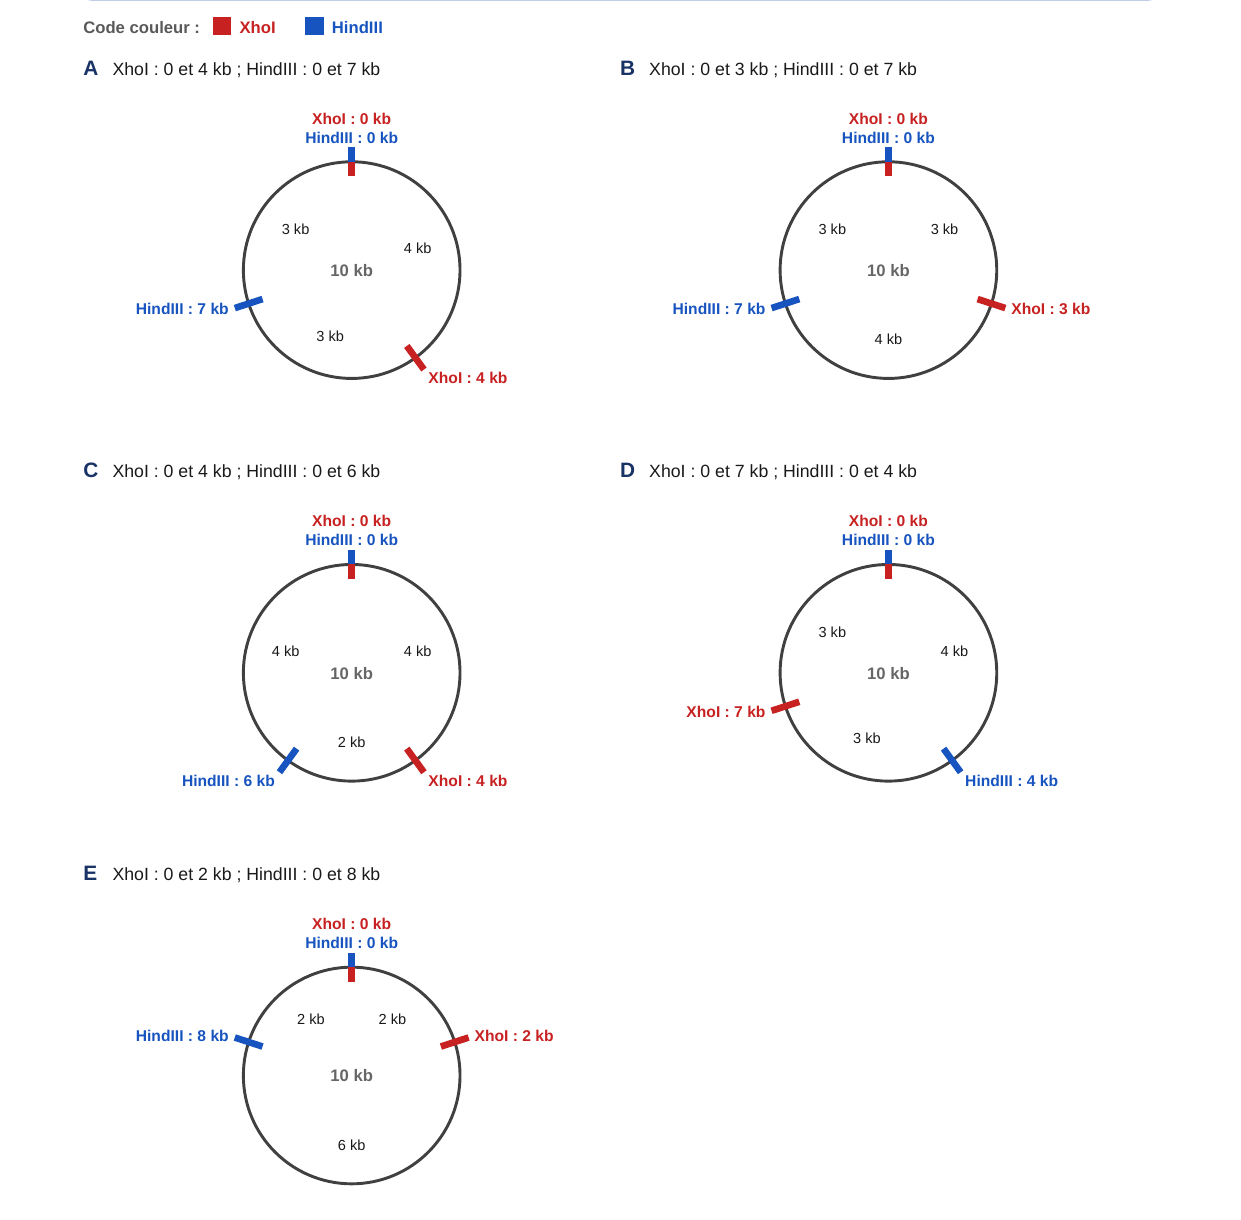 Code couleur : XhoI HindIII
A XhoI : 0 et 4 kb ; HindIII : 0 et 7 kb
XhoI : 0 kb
HindIII : 0 kb
3 kb
4 kb
10 kb
HindIII : 7 kb
3 kb
XhoI : 4 kb
B XhoI : 0 et 3 kb ; HindIII : 0 et 7 kb
XhoI : 0 kb
HindIII : 0 kb
3 kb 3 kb
10 kb
HindIII : 7 kb XhoI : 3 kb
4 kb
C XhoI : 0 et 4 kb ; HindIII : 0 et 6 kb
XhoI : 0 kb
HindIII : 0 kb
4 kb 4 kb
10 kb
2 kb
HindIII : 6 kb XhoI : 4 kb
D XhoI : 0 et 7 kb ; HindIII : 0 et 4 kb
XhoI : 0 kb
HindIII : 0 kb
3 kb
4 kb
10 kb
XhoI : 7 kb
3 kb
HindIII : 4 kb
E XhoI : 0 et 2 kb ; HindIII : 0 et 8 kb
XhoI : 0 kb
HindIII : 0 kb
2 kb 2 kb
HindIII : 8 kb XhoI : 2 kb
10 kb
6 kb